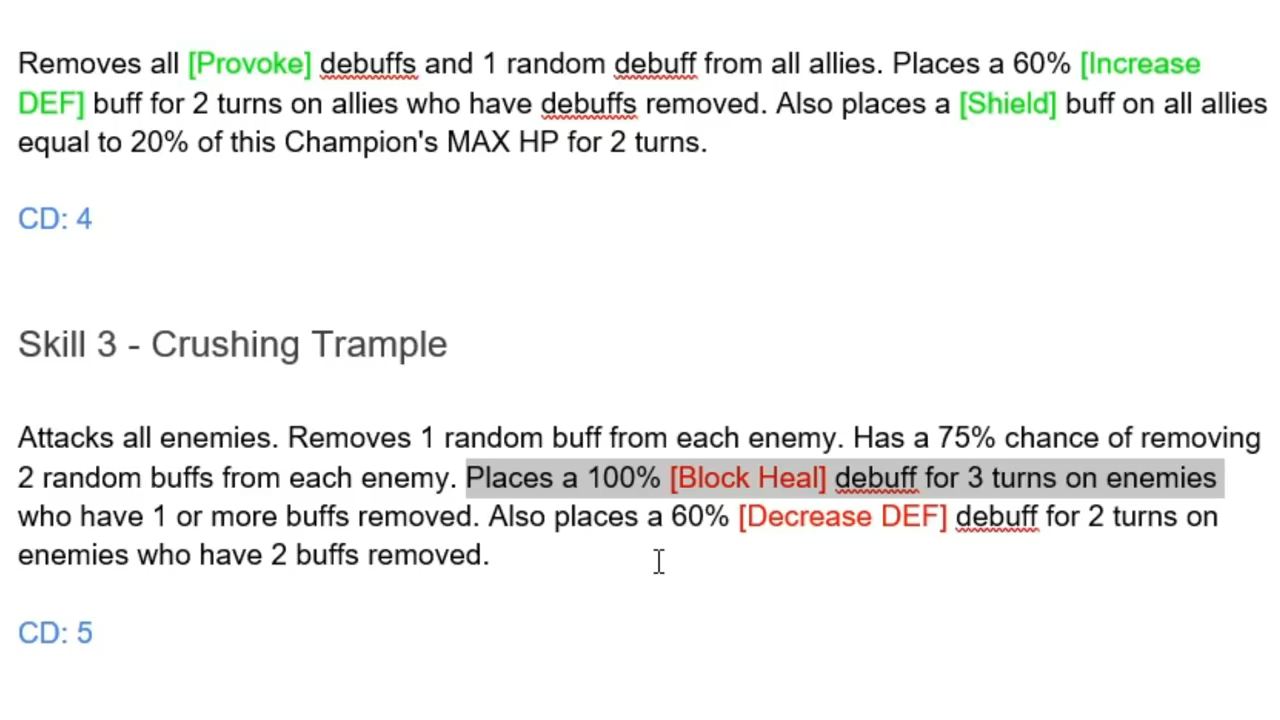 Removes all [Provoke] debuffs and 1 random debuff from all allies. Places a 60% [Increase
DEF] buff for 2 turns on allies who have debuffs removed. Also places a [Shield] buff on all allies
equal to 20% of this Champion's MAX HP for 2 turns.
CD: 4
Skill 3 - Crushing Trample
Attacks all enemies. Removes 1 random buff from each enemy. Has a 75% chance of removing
2 random buffs from each enemy. Places a 100% [Block Heal] debuff for 3 turns on enemies
who have 1 or more buffs removed. Also places a 60% [Decrease DEF] debuff for 2 turns on
enemies who have 2 buffs removed.
CD: 5